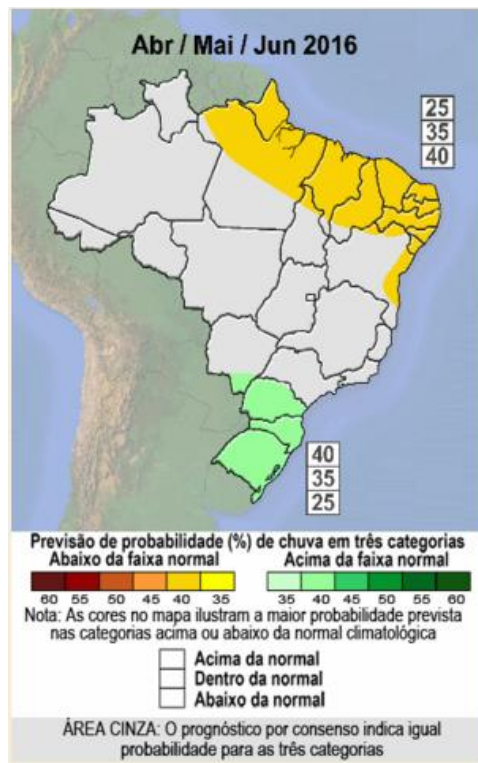 Abr / Mai / Jun 2016
25
35
40
40
35
25
Previsão de probabilidade (%) de chuva em três categorias
Abaixo da faixa normal Acima da faixa normal
60 55 50 45 40 35 35 40 45 50 55 60
Nota: As cores no mapa ilustram a maior probabilidade prevista
nas categorias acima ou abaixo da normal climatológica
Acima da normal
Dentro da normal
Abaixo da normal
ÁREA CINZA: O prognóstico por consenso indica igual
probabilidade para as três categorias